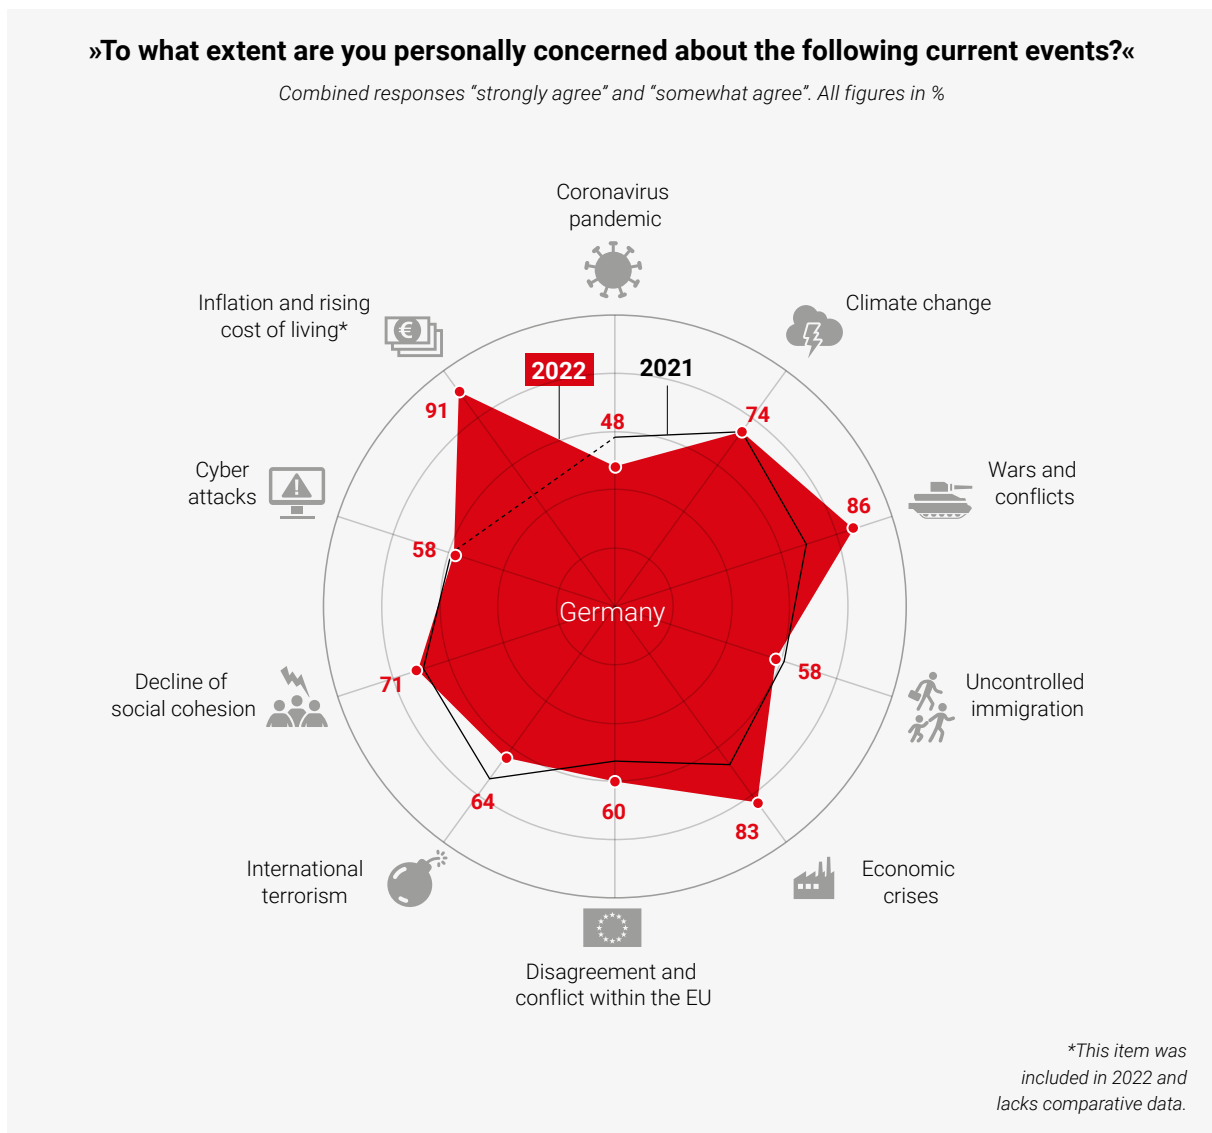 »To what extent are you personally concerned about the following current events?«
Combined responses “strongly agree” and “somewhat agree”. All figures in %
Coronavirus
pandemic
Inflation and rising
cost of living*
€
Climate change
2022
2021
91
48
74
Cyber
attacks
!
Wars and
conflicts
86
58
Germany
58
Decline of
social cohesion
71
Uncontrolled
immigration
64
60
83
International
terrorism
Economic
crises
Disagreement and
conflict within the EU
*This item was
included in 2022 and
lacks comparative data.